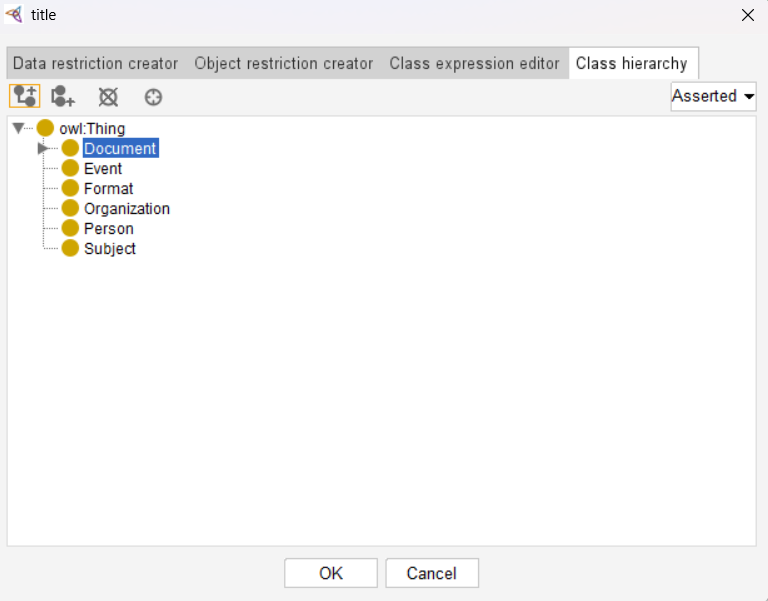 title
Data restriction creator Object restriction creator Class expression editor Class hierarchy
Asserted
owl:Thing
Document
Event
Format
Organization
Person
Subject
OK Cancel